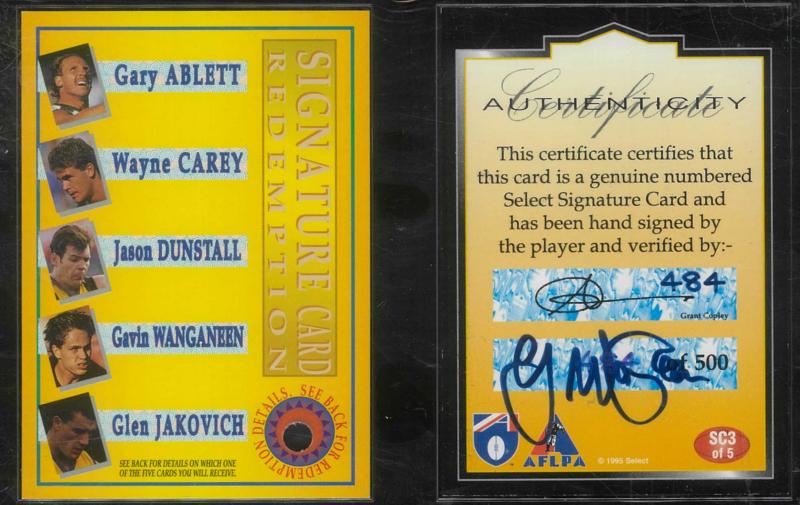 Gary ABLETT
Wayne CAREY
Jason DUNSTALL
Gavin WANGANEEN
Glen JAKOVICH
SIGNATURE CARD
REDEMPTION
SEE BACK FOR REDEMPTION DETAILS.
SEE BACK FOR DETAILS ON WHICH ONE
OF THE FIVE CARDS YOU WILL RECEIVE.
Certificate
AUTHENTICITY
This certificate certifies that
this card is a genuine numbered
Select Signature Card and
has been hand signed by
the player and verified by:-
484
Grant Copley
of 500
AFLPA
© 1995 Select
SC3
of 5